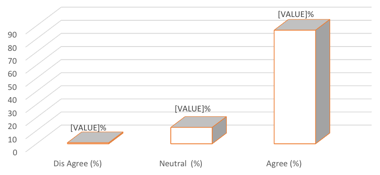 [VALUE]%
[VALUE]%
[VALUE]%
90
80
70
60
50
40
30
20
10
0
Dis Agree (%)
Neutral (%)
Agree (%)